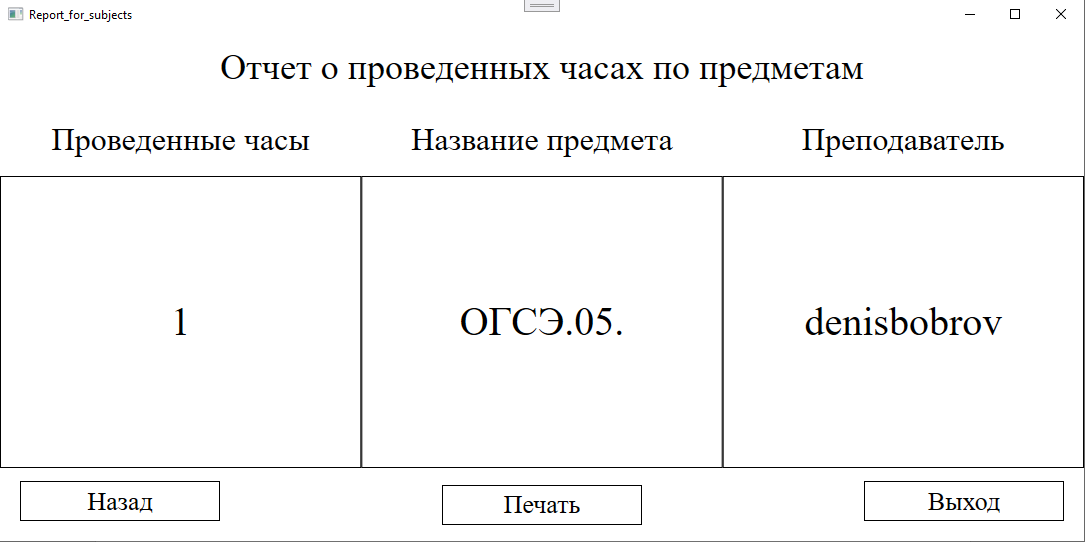 Report_for_subjects
Отчет о проведенных часах по предметам
Проведенные часы Название предмета Преподаватель
1 ОГСЭ.05. denisbobrov
Назад Печать Выход